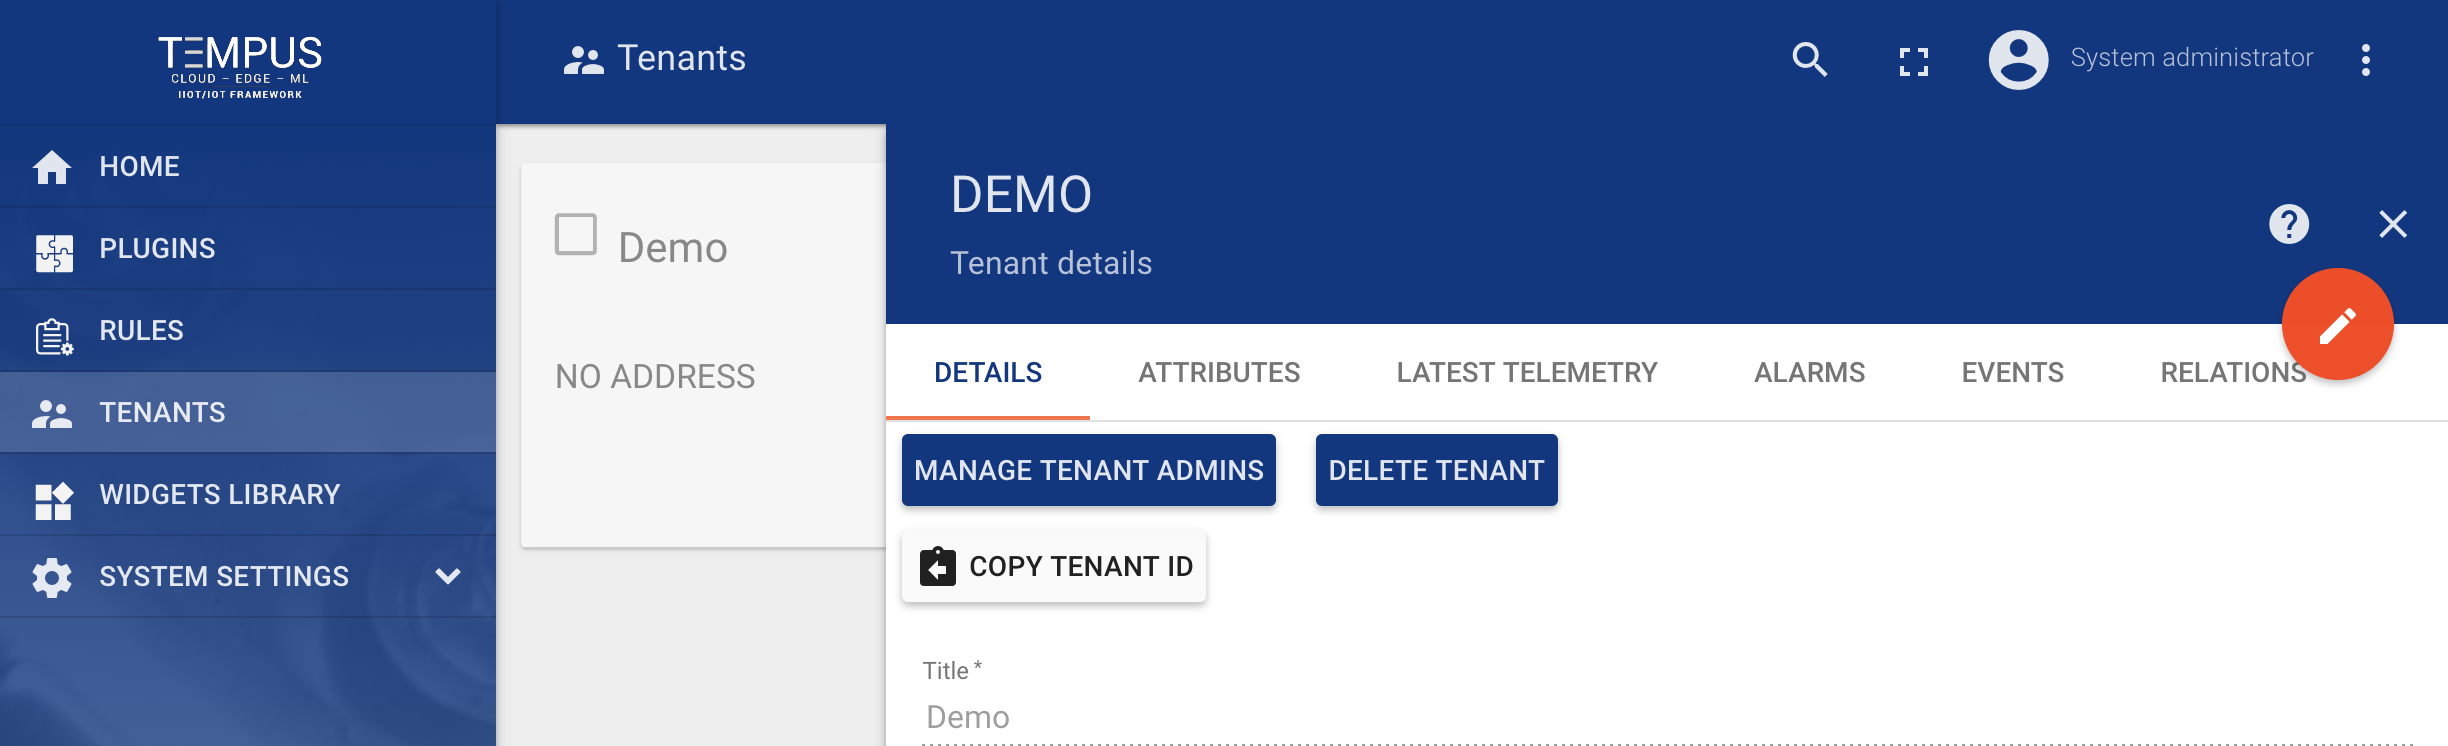 TEMPUS
CLOUD – EDGE – ML
IIOT/IOT FRAMEWORK
HOME
PLUGINS
RULES
TENANTS
WIDGETS LIBRARY
SYSTEM SETTINGS
Tenants
System administrator
Demo
NO ADDRESS
DEMO
Tenant details
DETAILS ATTRIBUTES LATEST TELEMETRY ALARMS EVENTS RELATIONS
MANAGE TENANT ADMINS DELETE TENANT
COPY TENANT ID
Title *
Demo